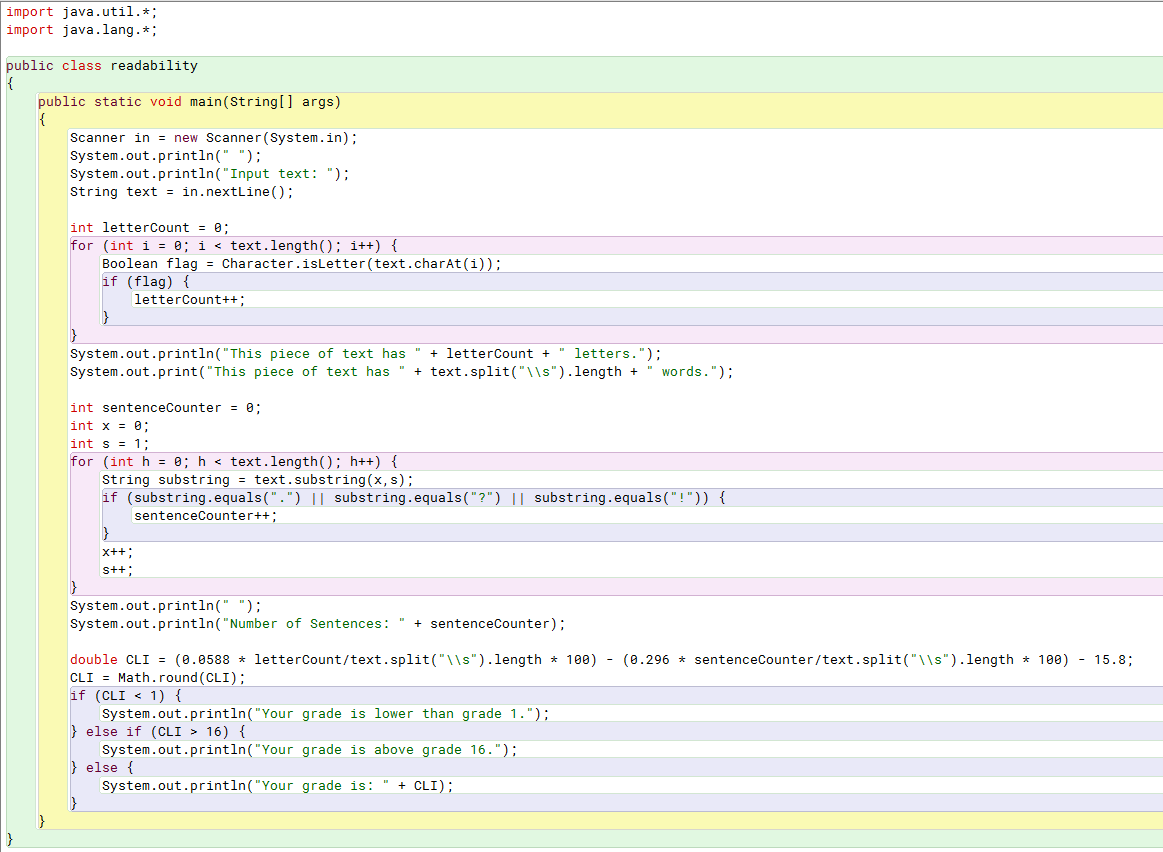 import java.util.*;
import java.lang.*;

public class readability
{
    public static void main(String[] args)
    {
        Scanner in = new Scanner(System.in);
        System.out.println(" ");
        System.out.println("Input text: ");
        String text = in.nextLine();

        int letterCount = 0;
        for (int i = 0; i < text.length(); i++) {
            Boolean flag = Character.isLetter(text.charAt(i));
            if (flag) {
                letterCount++;
            }
        }
        System.out.println("This piece of text has " + letterCount + " letters.");
        System.out.print("This piece of text has " + text.split("\\s").length + " words.");

        int sentenceCounter = 0;
        int x = 0;
        int s = 1;
        for (int h = 0; h < text.length(); h++) {
            String substring = text.substring(x,s);
            if (substring.equals(".") || substring.equals("?") || substring.equals("!")) {
                sentenceCounter++;
            }
            x++;
            s++;
        }
        System.out.println(" ");
        System.out.println("Number of Sentences: " + sentenceCounter);

        double CLI = (0.0588 * letterCount/text.split("\\s").length * 100) - (0.296 * sentenceCounter/text.split("\\s").length * 100) - 15.8;
        CLI = Math.round(CLI);
        if (CLI < 1) {
            System.out.println("Your grade is lower than grade 1.");
        } else if (CLI > 16) {
            System.out.println("Your grade is above grade 16.");
        } else {
            System.out.println("Your grade is: " + CLI);
        }
    }
}